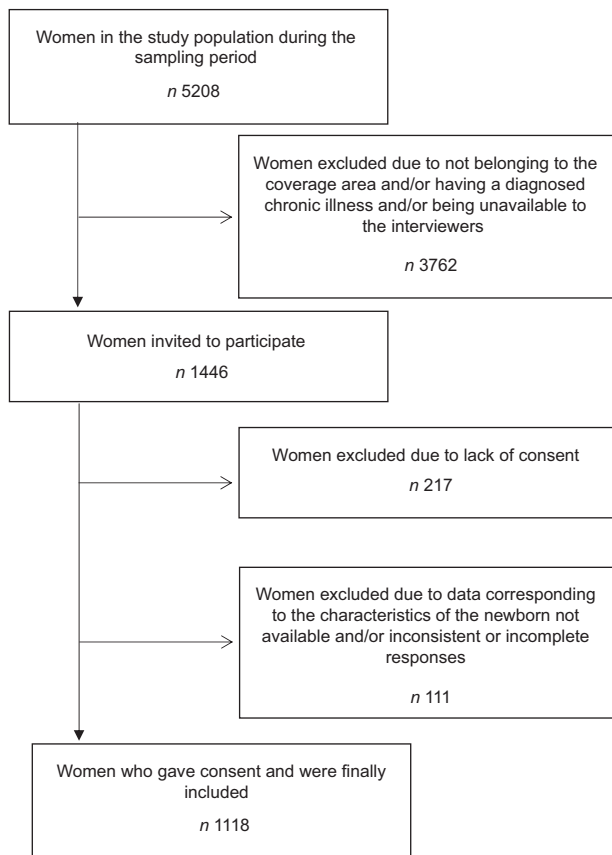 Women in the study population during the
sampling period
n 5208
Women excluded due to not belonging to the
coverage area and/or having a diagnosed
chronic illness and/or being unavailable to
the interviewers
n 3762
Women invited to participate
n 1446
Women excluded due to lack of consent
n 217
Women excluded due to data corresponding
to the characteristics of the newborn not
available and/or inconsistent or incomplete
responses
n 111
Women who gave consent and were finally
included
n 1118